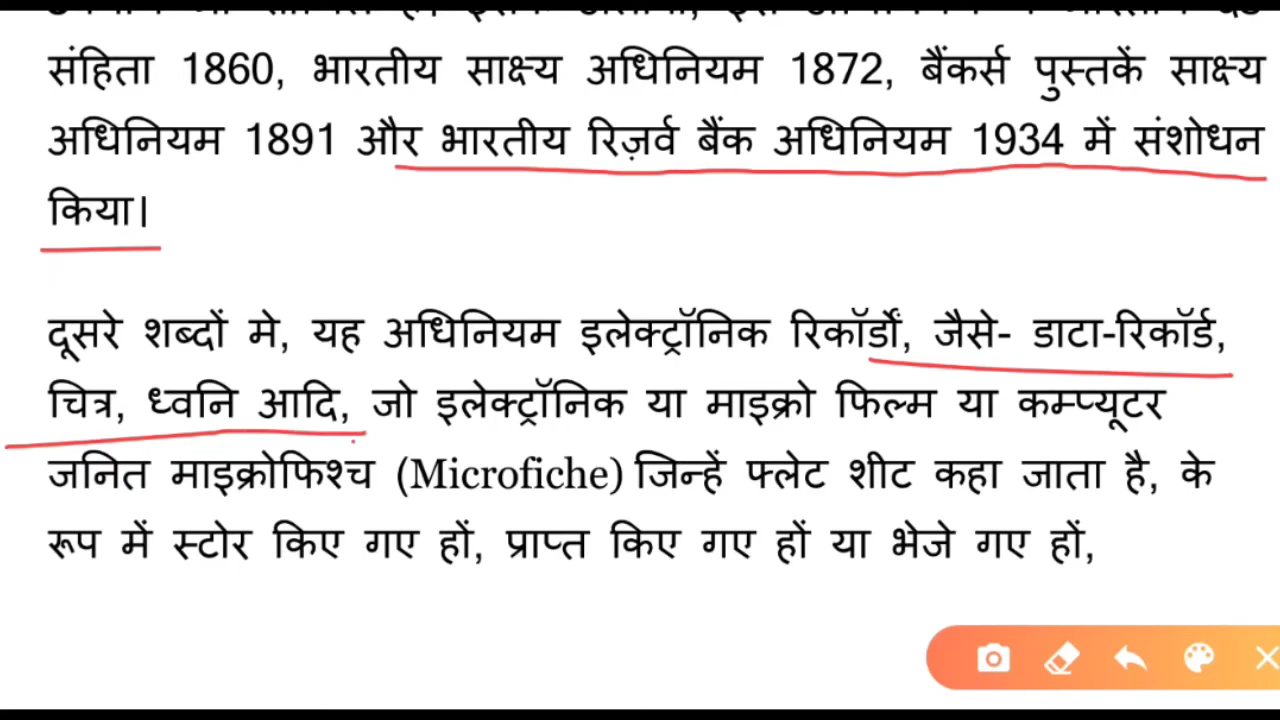 संहिता 1860, भारतीय साक्ष्य अधिनियम 1872, बैंकर्स पुस्तकें साक्ष्य
अधिनियम 1891 और भारतीय रिज़र्व बैंक अधिनियम 1934 में संशोधन
किया।
दूसरे शब्दों मे, यह अधिनियम इलेक्ट्रॉनिक रिकॉर्डों, जैसे- डाटा-रिकॉर्ड,
चित्र, ध्वनि आदि, जो इलेक्ट्रॉनिक या माइक्रो फिल्म या कम्प्यूटर
जनित माइक्रोफिश्च (Microfiche) जिन्हें फ्लेट शीट कहा जाता है, के
रूप में स्टोर किए गए हों, प्राप्त किए गए हों या भेजे गए हों,